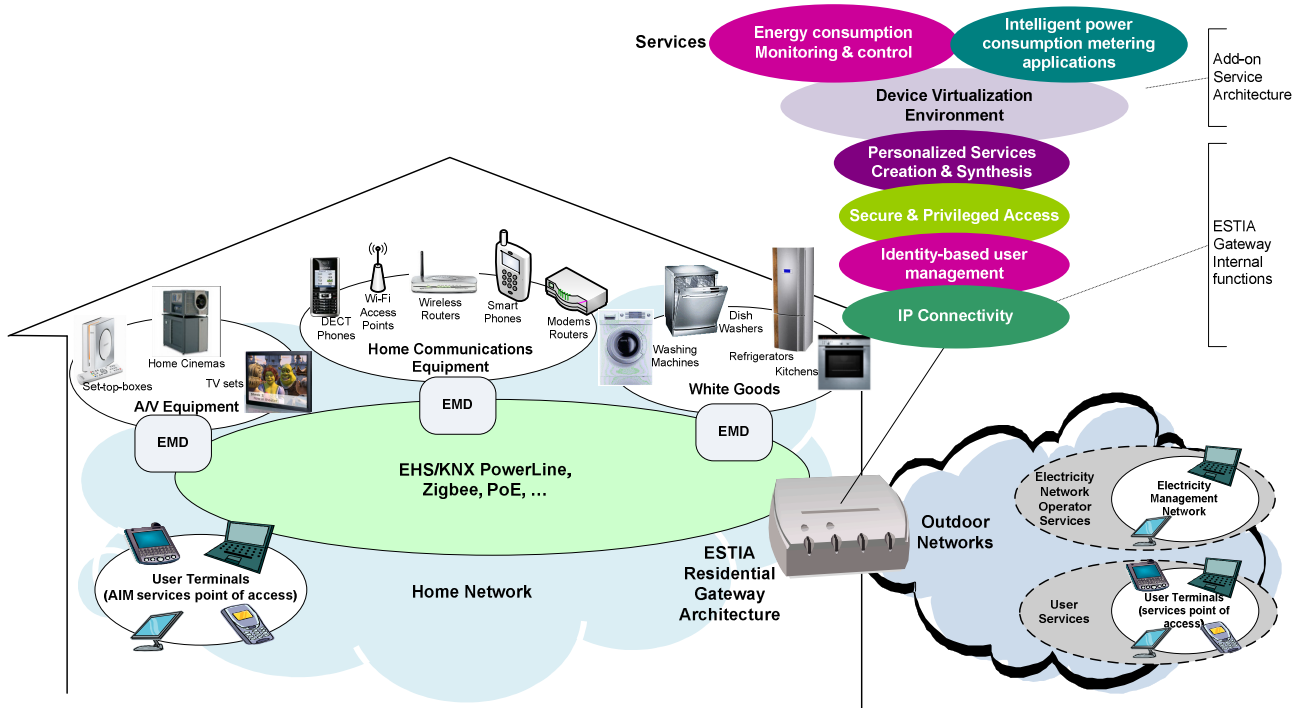 Services
Energy consumption
Monitoring & control
Intelligent power
consumption metering
applications
Device Virtualization
Environment
Add-on
Service
Architecture
Personalized Services
Creation & Synthesis
Secure & Privileged Access
Identity-based user
management
IP Connectivity
ESTIA
Gateway
Internal
functions
DECT
Phones
Wi-Fi
Access
Points
Wireless
Routers
Smart
Phones
Modems
Routers
Home Communications
Equipment
Set-top-boxes
Home Cinemas
TV sets
A/V Equipment
Washing
Machines
Dish
Washers
Refrigerators
Kitchens
White Goods
EMD
EMD
EMD
EHS/KNX PowerLine,
Zigbee, PoE, ...
User Terminals
(AIM services point of access)
Home Network
ESTIA
Residential
Gateway
Architecture
Outdoor
Networks
Electricity
Network
Operator
Services
Electricity
Management
Network
User
Services
User Terminals
(services point of
access)